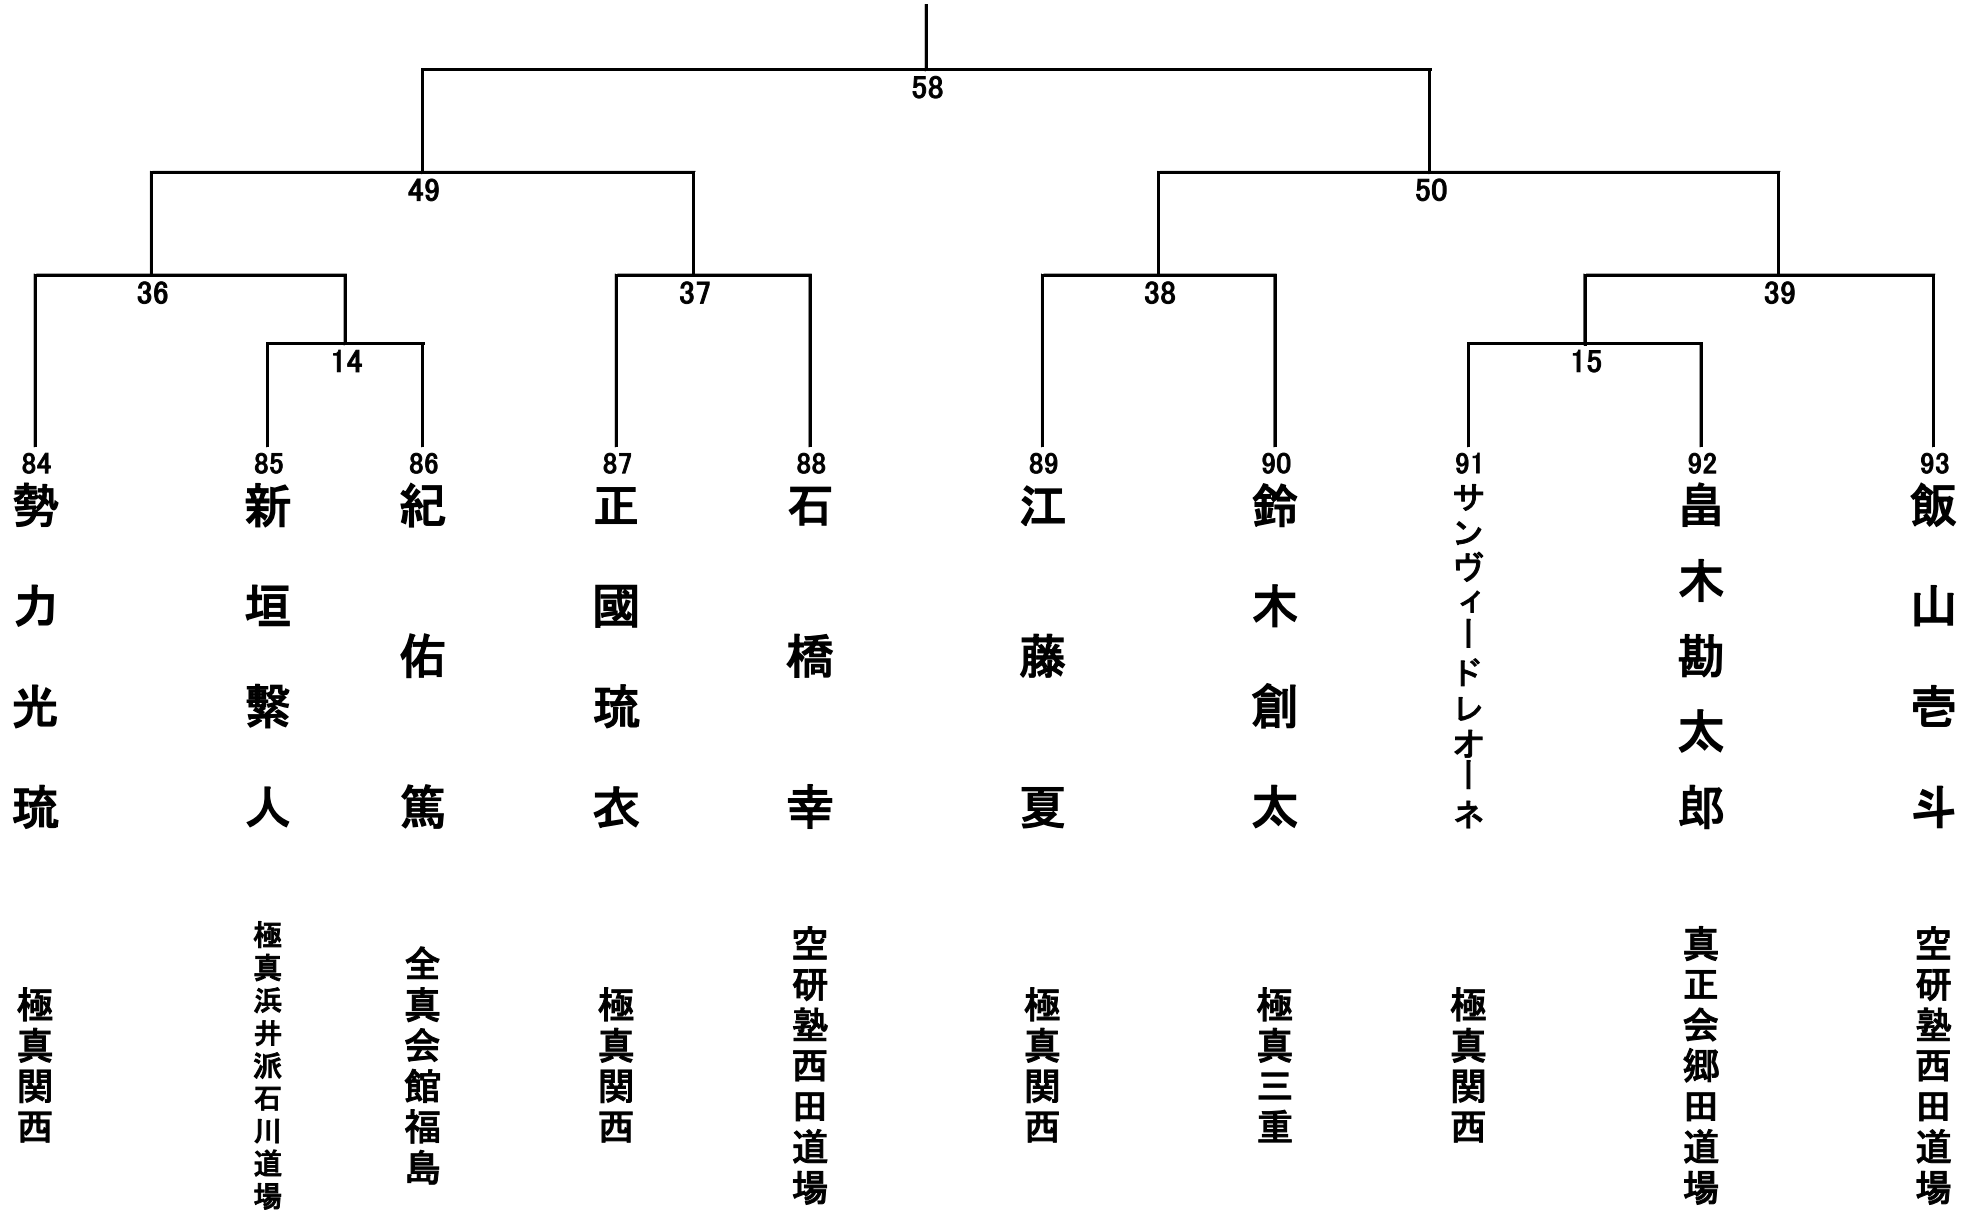 58
49
50
36
37
38
39
14
15
84
85
86
87
88
89
90
91
92
93
勢力光琉
新垣繋人
紀佑篤
正國琉衣
石橋幸
江藤夏
鈴木創太
サンヴィードレオーネ
畠木勘太郎
飯山壱斗
極真関西
極真浜井派石川道場
全真会館福島
極真関西
空研塾西田道場
極真関西
極真三重
極真関西
真正会郷田道場
空研塾西田道場